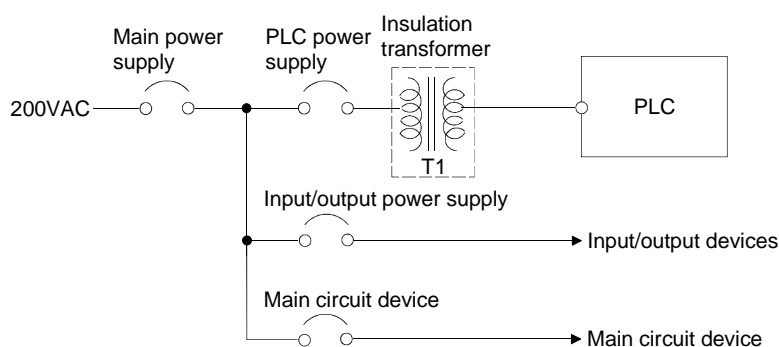 Main power
supply
PLC power
supply
Insulation
transformer
200VAC
PLC
T1
Input/output power supply
Input/output devices
Main circuit device
Main circuit device